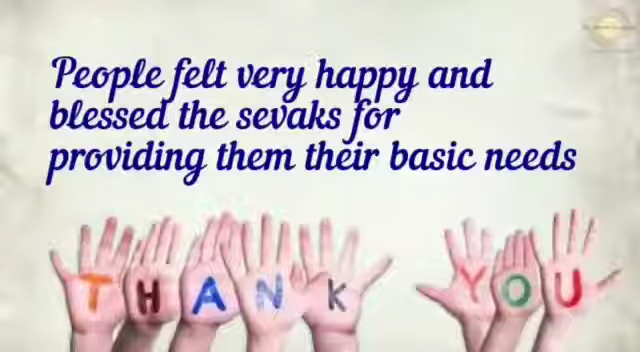 People felt very happy and
blessed the sevaks for
providing them their basic needs
THANK YOU